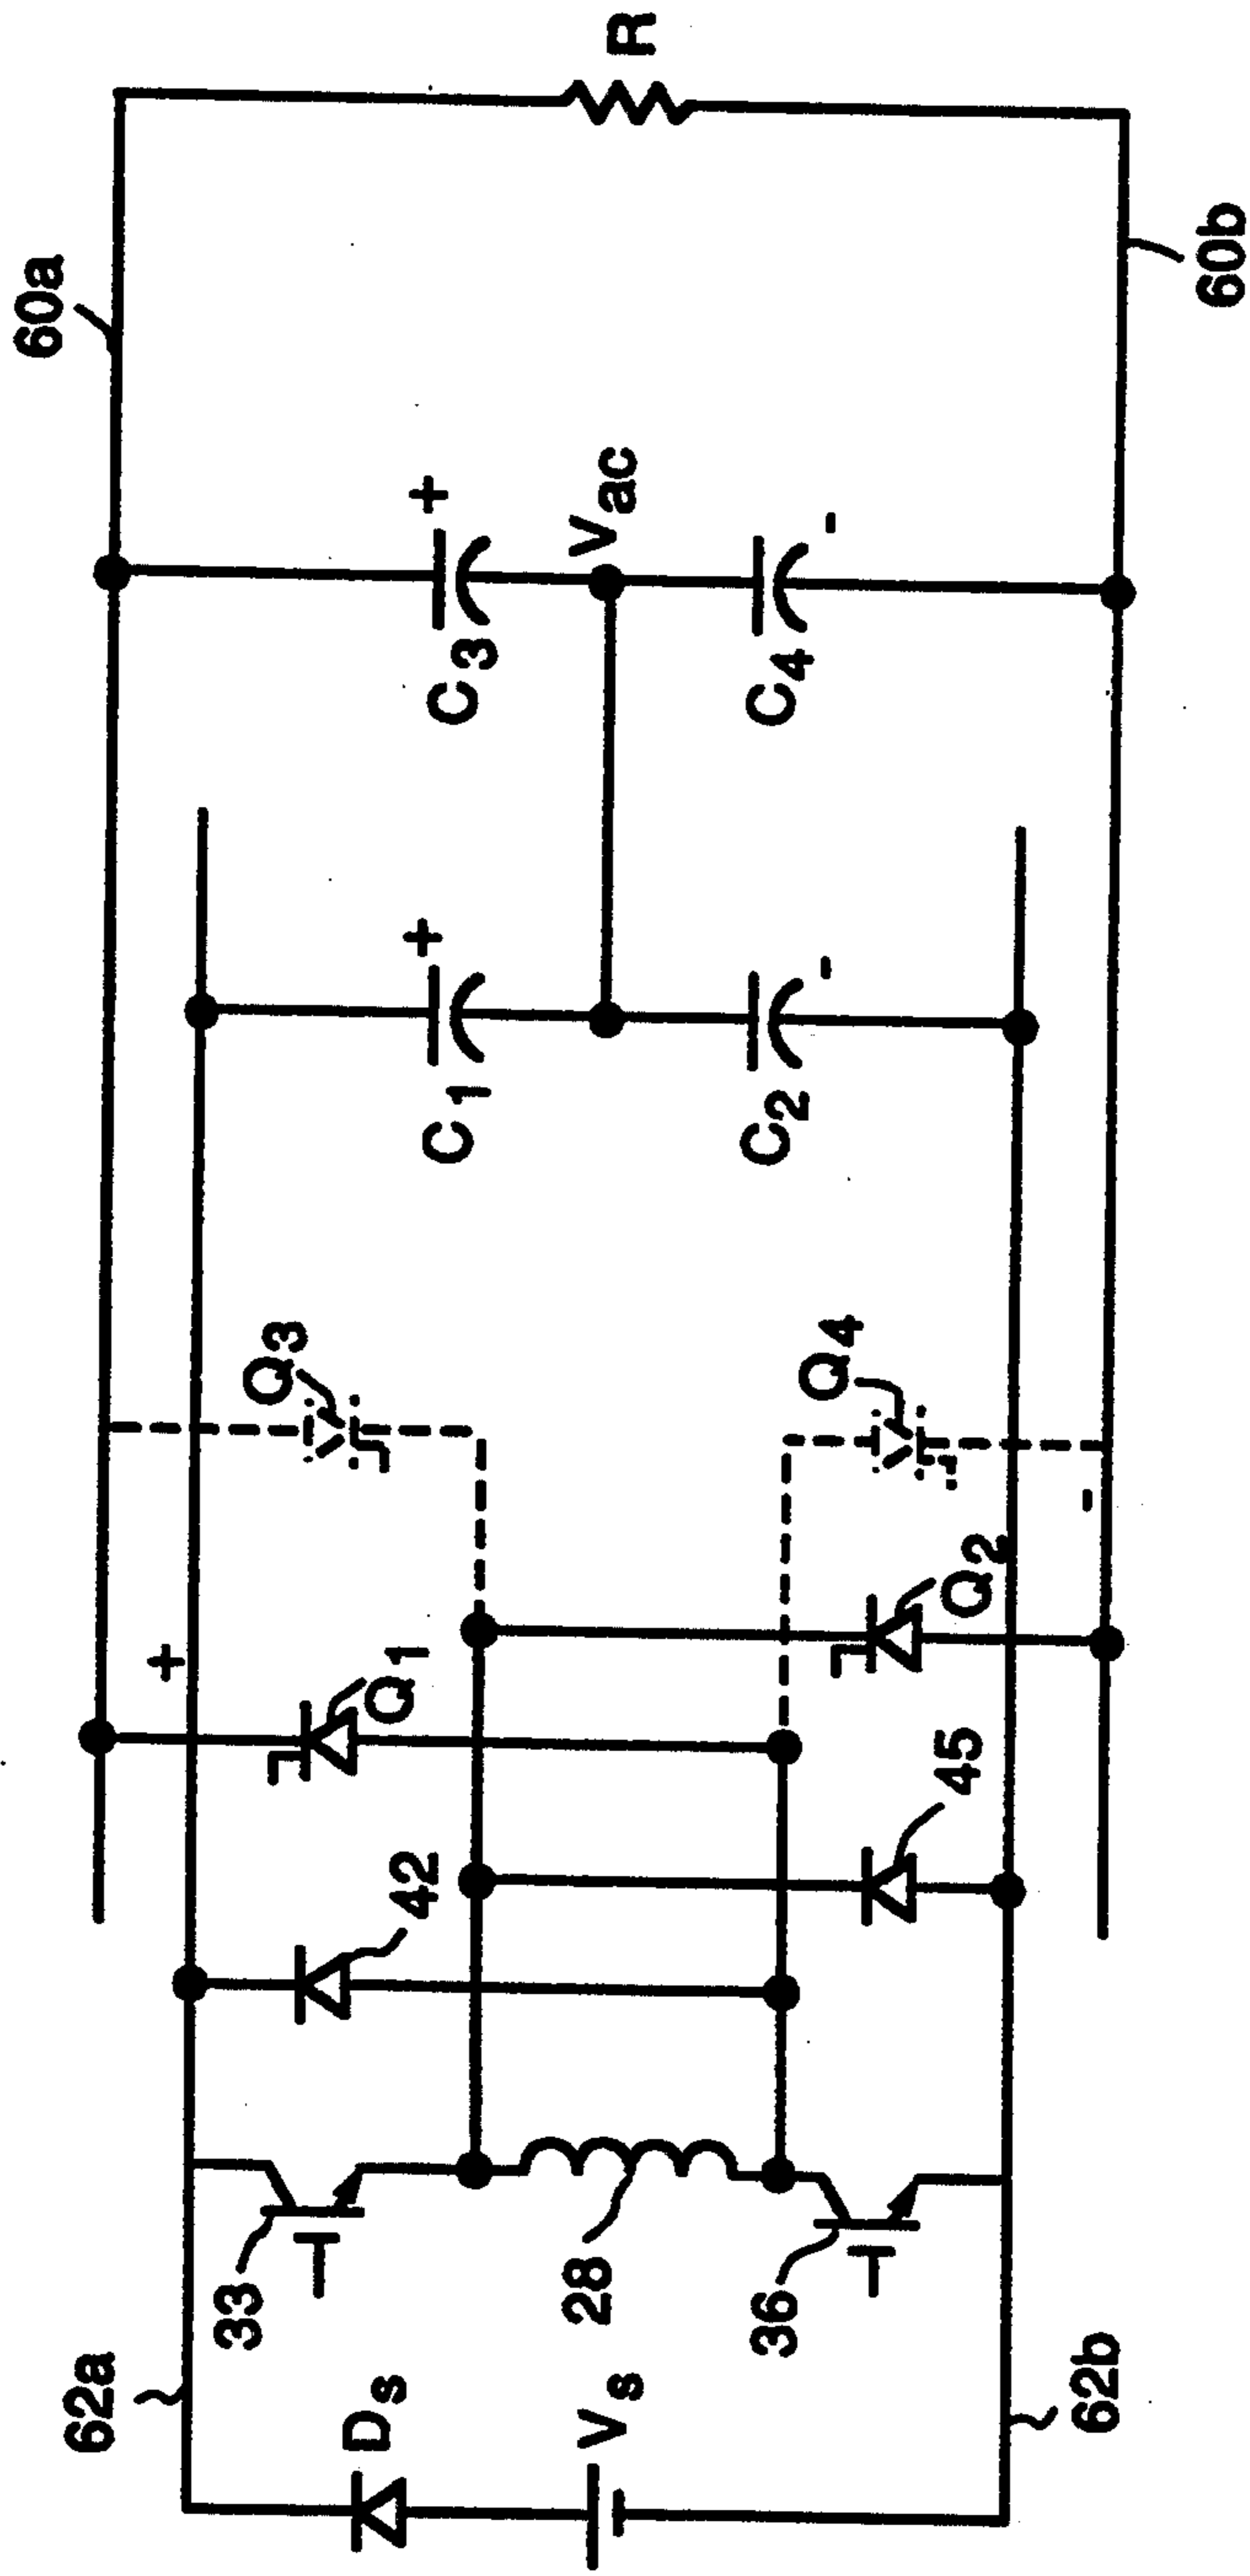 62a
60a
+
Ds
33
42
Q1
Q3
C1
+
C3
+
Vs
28
Vac
R
36
45
Q2
Q4
C2
-
C4
-
-
62b
60b